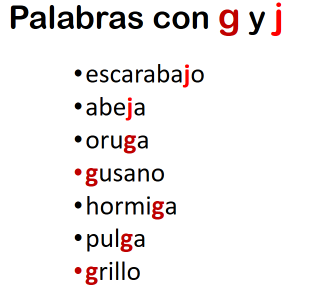 Palabras con g y j
• escarabajo
• abeja
• oruga
• gusano
• hormiga
• pulga
• grillo